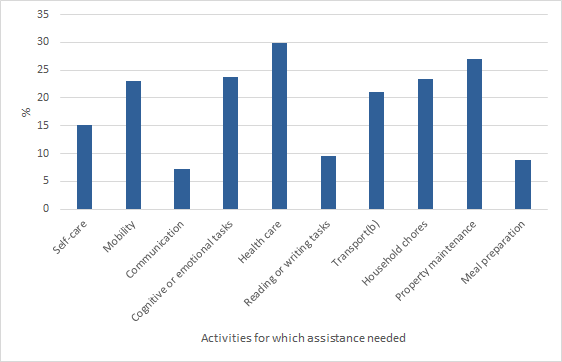 35
30
25
20
15
10
5
0
%
Self-care
Mobility
Communication
Cognitive or emotional tasks
Health care
Reading or writing tasks
Transport(b)
Household chores
Property maintenance
Meal preparation
Activities for which assistance needed